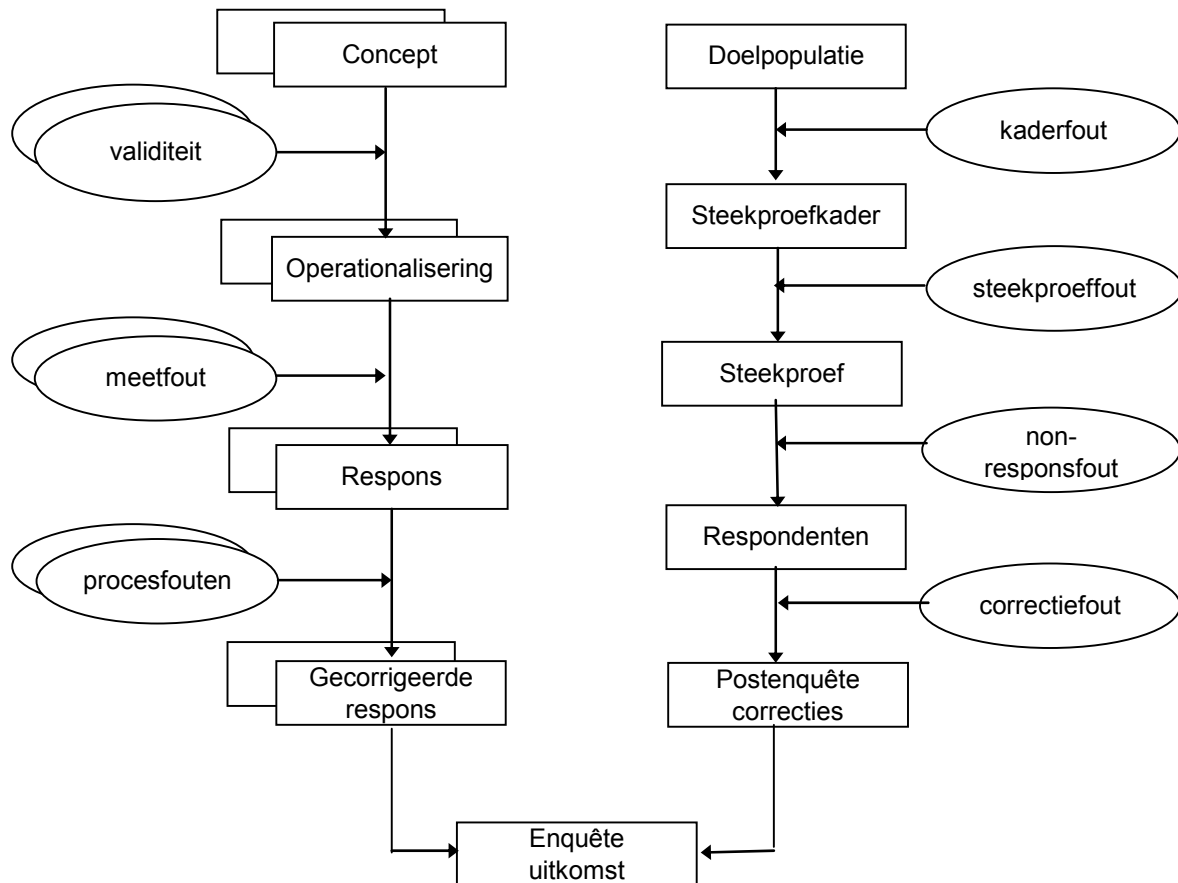 Concept
validiteit
Operationalisering
meetfout
Respons
procesfouten
Gecorrigeerde
respons
Doelpopulatie
kaderfout
Steekproefkader
steekproeffout
Steekproef
non-
responsfout
Respondenten
correctiefout
Postenquête
correcties
Enquête
uitkomst